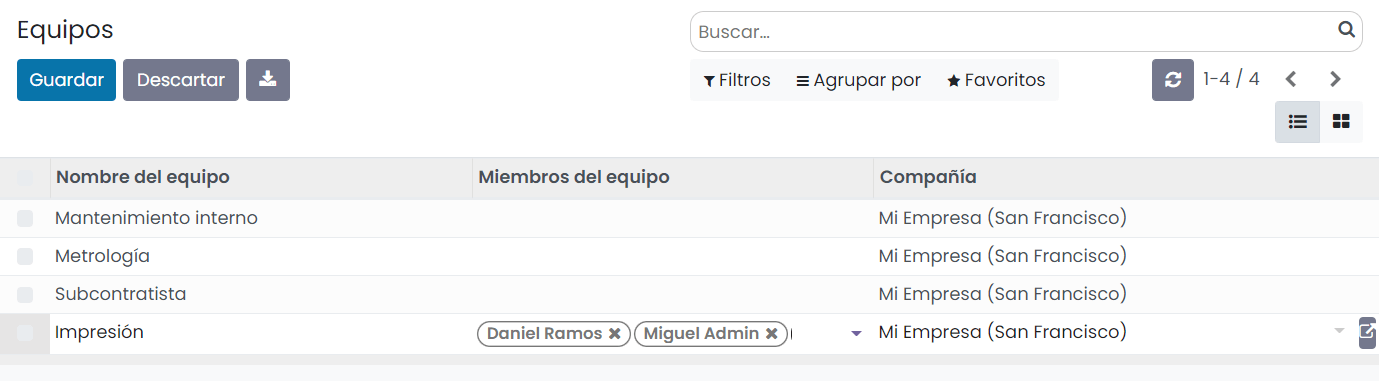 Equipos
Buscar...
Guardar Descartar
Filtros Agrupar por Favoritos 1-4 / 4
Nombre del equipo Miembros del equipo Compañía
Mantenimiento interno Mi Empresa (San Francisco)
Metrología Mi Empresa (San Francisco)
Subcontratista Mi Empresa (San Francisco)
Impresión Daniel Ramos Miguel Admin Mi Empresa (San Francisco)